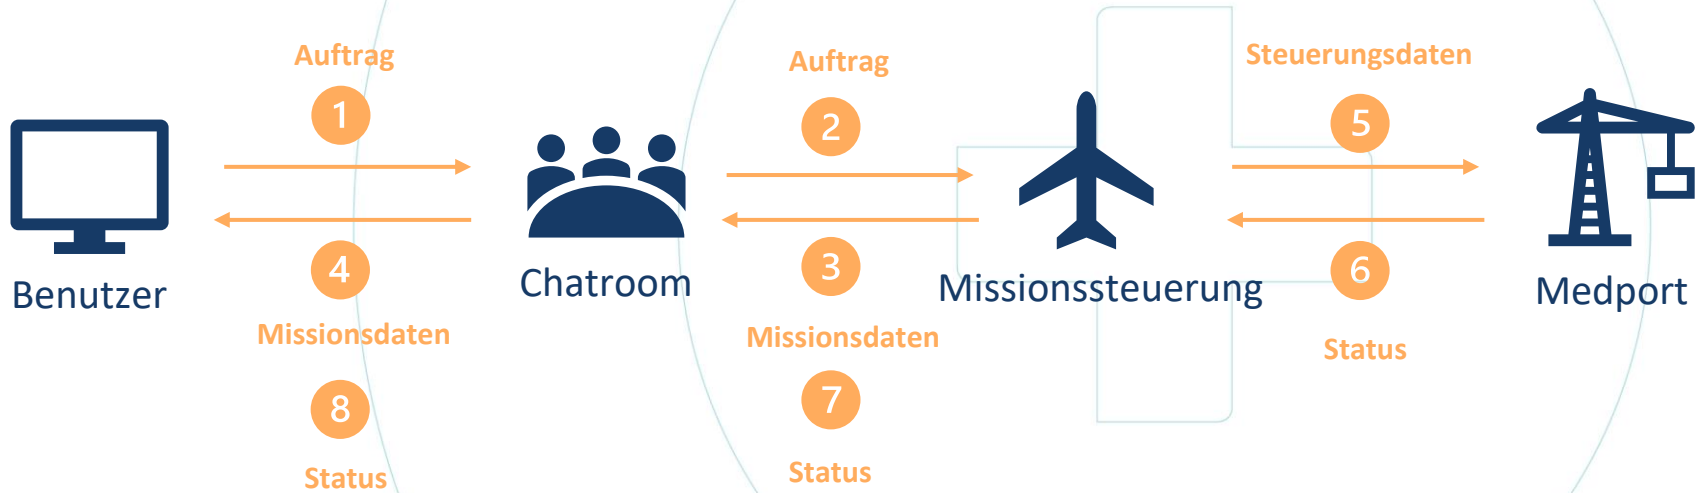 Auftrag
1
Auftrag
2
Steuerungsdaten
5
Benutzer
Chatroom
Missionssteuerung
Medport
4
Missionsdaten
8
Status
3
Missionsdaten
7
Status
6
Status